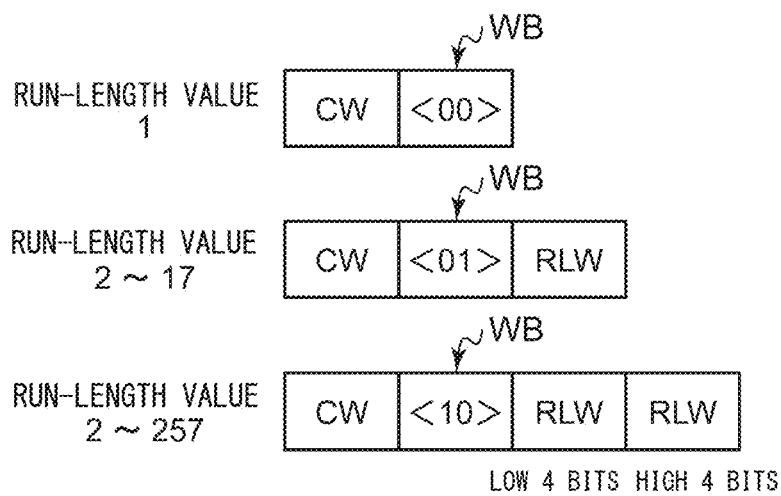 WB
RUN-LENGTH VALUE
1
CW <00>
WB
RUN-LENGTH VALUE
2 ~ 17
CW <01> RLW
WB
RUN-LENGTH VALUE
2 ~ 257
CW <10> RLW RLW
LOW 4 BITS HIGH 4 BITS